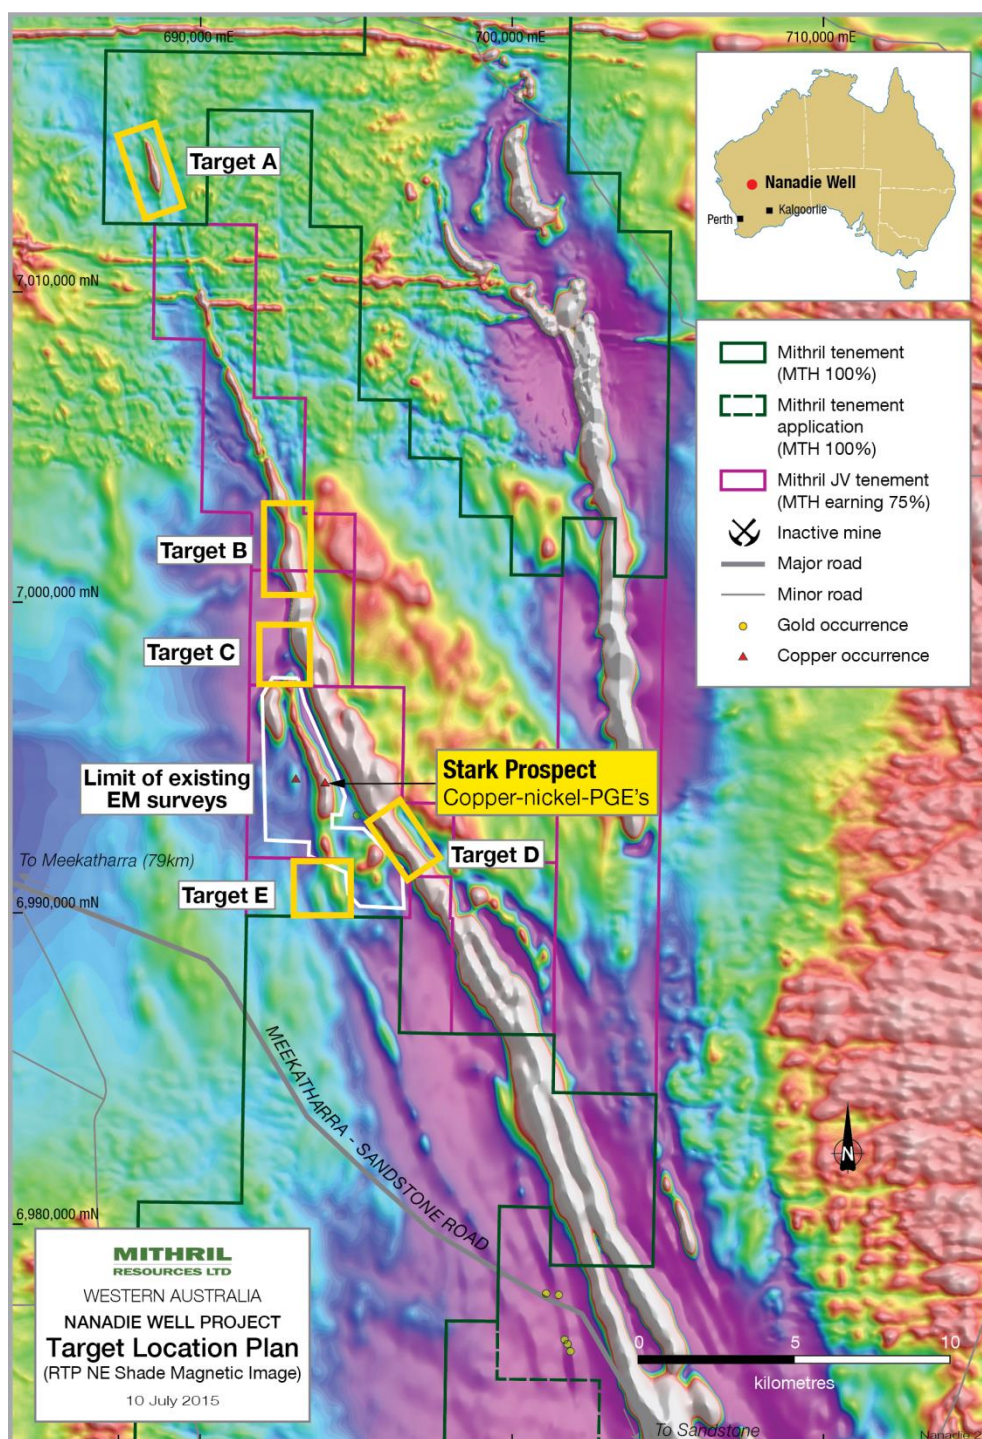 690,000 mE
700,000 mE
710,000 mE
Target A
Nanadie Well
Perth
Kalgoorlie
7,010,000 mN
Mithril tenement
(MTH 100%)
Mithril tenement
application
(MTH 100%)
Mithril JV tenement
(MTH earning 75%)
Inactive mine
Major road
Minor road
Gold occurrence
Copper occurrence
Target B
7,000,000 mN
Target C
Limit of existing
EM surveys
Stark Prospect
Copper-nickel-PGE's
To Meekatharra (79km)
Target D
Target E
6,990,000 mN
MEEKATHARRA - SANDSTONE ROAD
N
6,980,000 mN
MITHRIL
RESOURCES LTD
WESTERN AUSTRALIA
NANADIE WELL PROJECT
Target Location Plan
(RTP NE Shade Magnetic Image)
10 July 2015
0 5 10
kilometres
To Sandstone
Nanadie 2